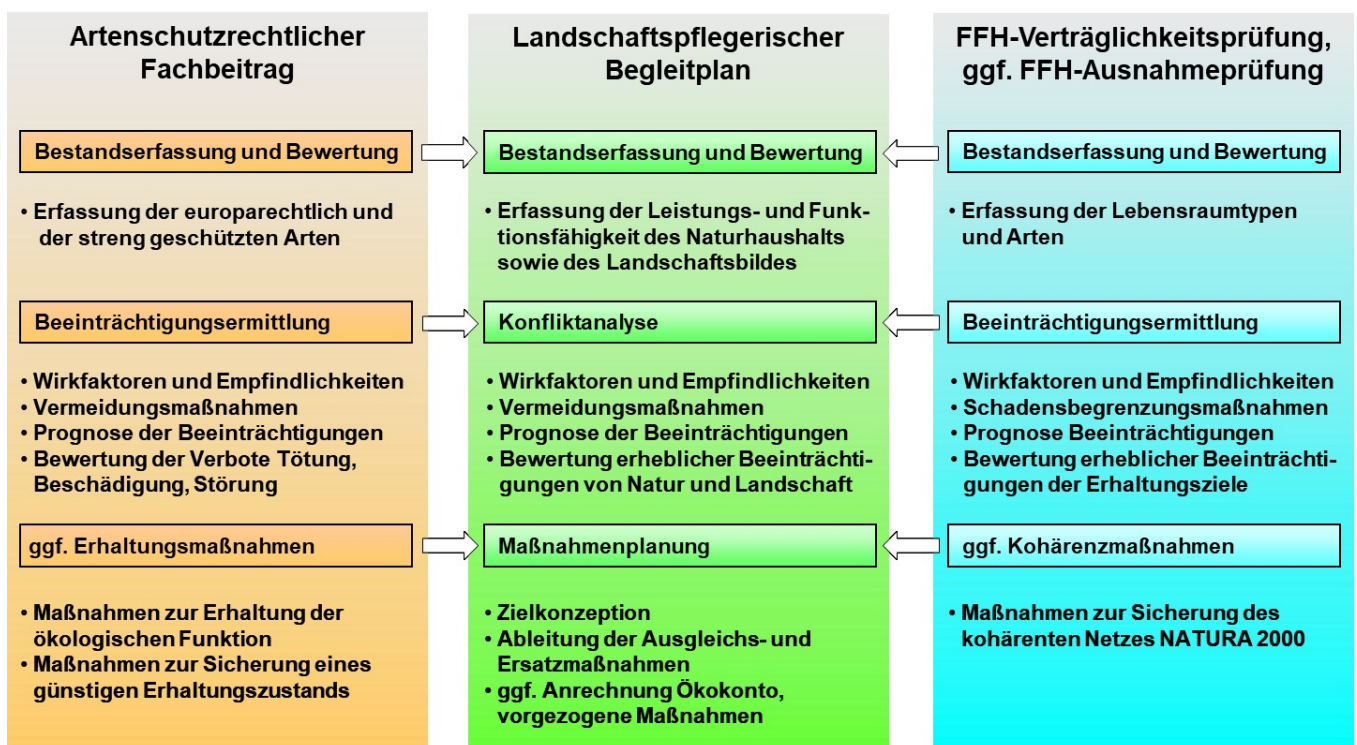 Artenschutzrechtlicher
Fachbeitrag
Bestandserfassung und Bewertung
• Erfassung der europarechtlich und
der streng geschützten Arten
Beeinträchtigungsermittlung
• Wirkfaktoren und Empfindlichkeiten
• Vermeidungsmaßnahmen
• Prognose der Beeinträchtigungen
• Bewertung der Verbote Tötung,
Beschädigung, Störung
ggf. Erhaltungsmaßnahmen
• Maßnahmen zur Erhaltung der
ökologischen Funktion
• Maßnahmen zur Sicherung eines
günstigen Erhaltungszustands
Landschaftspflegerischer
Begleitplan
Bestandserfassung und Bewertung
• Erfassung der Leistungs- und Funk-
tionsfähigkeit des Naturhaushalts
sowie des Landschaftsbildes
Konfliktanalyse
• Wirkfaktoren und Empfindlichkeiten
• Vermeidungsmaßnahmen
• Prognose der Beeinträchtigungen
• Bewertung erheblicher Beeinträchti-
gungen von Natur und Landschaft
Maßnahmenplanung
• Zielkonzeption
• Ableitung der Ausgleichs- und
Ersatzmaßnahmen
• ggf. Anrechnung Ökokonto,
vorgezogene Maßnahmen
FFH-Verträglichkeitsprüfung,
ggf. FFH-Ausnahmeprüfung
Bestandserfassung und Bewertung
• Erfassung der Lebensraumtypen
und Arten
Beeinträchtigungsermittlung
• Wirkfaktoren und Empfindlichkeiten
• Schadensbegrenzungsmaßnahmen
• Prognose Beeinträchtigungen
• Bewertung erheblicher Beeinträchti-
gungen der Erhaltungsziele
ggf. Kohärenzmaßnahmen
• Maßnahmen zur Sicherung des
kohärenten Netzes NATURA 2000